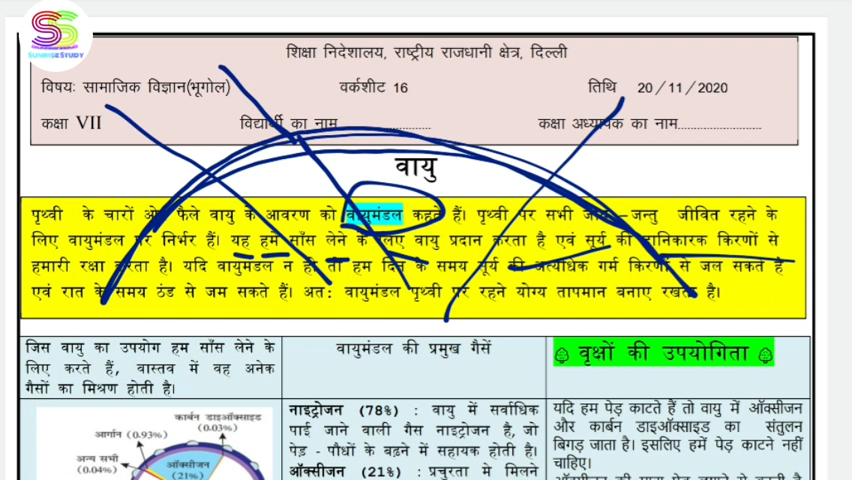 SS
SUNRISE STUDY
शिक्षा निदेशालय, राष्ट्रीय राजधानी क्षेत्र, दिल्ली
विषयः सामाजिक विज्ञान(भूगोल) वर्कशीट 16 तिथि 20/11/2020
कक्षा VII विद्यार्थी का नाम..................... कक्षा अध्यापक का नाम.....................
वायु
पृथ्वी के चारों ओर फैले वायु के आवरण को वायुमंडल कहते हैं। पृथ्वी पर सभी जीव-जन्तु जीवित रहने के
लिए वायुमंडल पर निर्भर हैं। यह हमें साँस लेने के लिए वायु प्रदान करता है एवं सूर्य की हानिकारक किरणों से
हमारी रक्षा करता है। यदि वायुमंडल न हो तो हम दिन के समय सूर्य की अत्यधिक गर्म किरणों से जल सकते है
एवं रात के समय ठंड से जम सकते हैं। अतः वायुमंडल पृथ्वी पर रहने योग्य तापमान बनाए रखता है।
जिस वायु का उपयोग हम साँस लेने के
लिए करते हैं, वास्तव में वह अनेक
गैसों का मिश्रण होती है।
कार्बन डाइऑक्साइड
(0.03%)
आर्गान (0.93%)
अन्य सभी
(0.04%)
ऑक्सीजन
(21%)
वायुमंडल की प्रमुख गैसें
नाइट्रोजन (78%) : वायु में सर्वाधिक
पाई जाने वाली गैस नाइट्रोजन है, जो
पेड़ - पौधों के बढ़ने में सहायक होती है।
ऑक्सीजन (21%) : प्रचुरता मे मिलने
वृक्षों की उपयोगिता
यदि हम पेड़ काटते हैं तो वायु में ऑक्सीजन
और कार्बन डाइऑक्साइड का संतुलन
बिगड़ जाता है। इसलिए हमें पेड़ काटने नहीं
चाहिए।